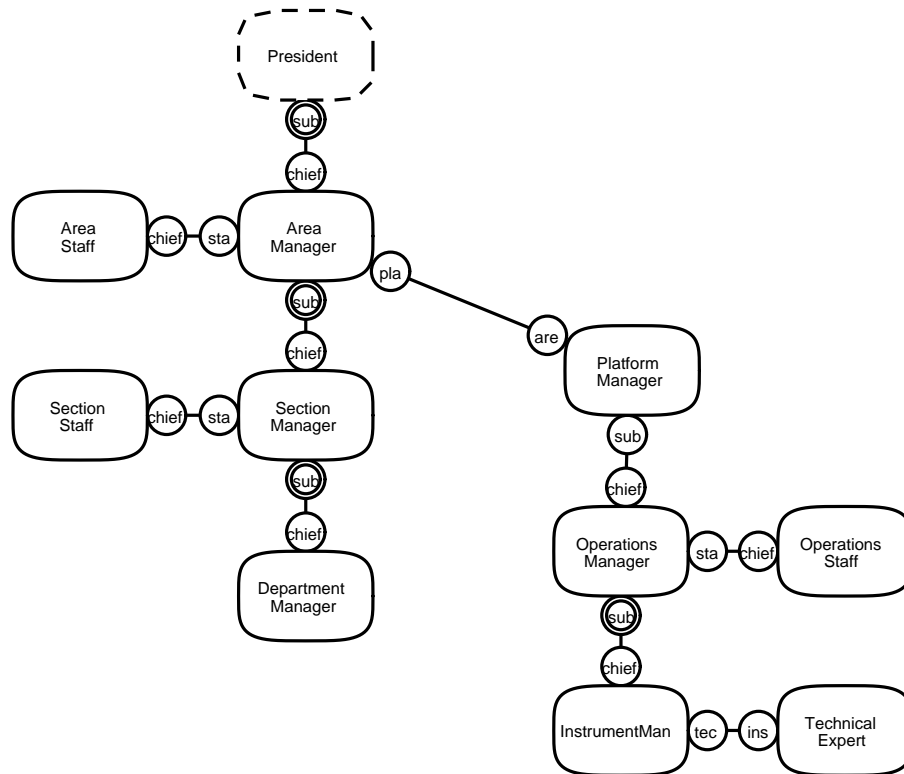 President
sub
chief
Area
Staff
chief
sta
Area
Manager
pla
sub
are
chief
Platform
Manager
Section
Staff
chief
sta
Section
Manager
sub
sub
chief
chief
Department
Manager
Operations
Manager
sta
chief
Operations
Staff
sub
chief
InstrumentMan
tec
ins
Technical
Expert